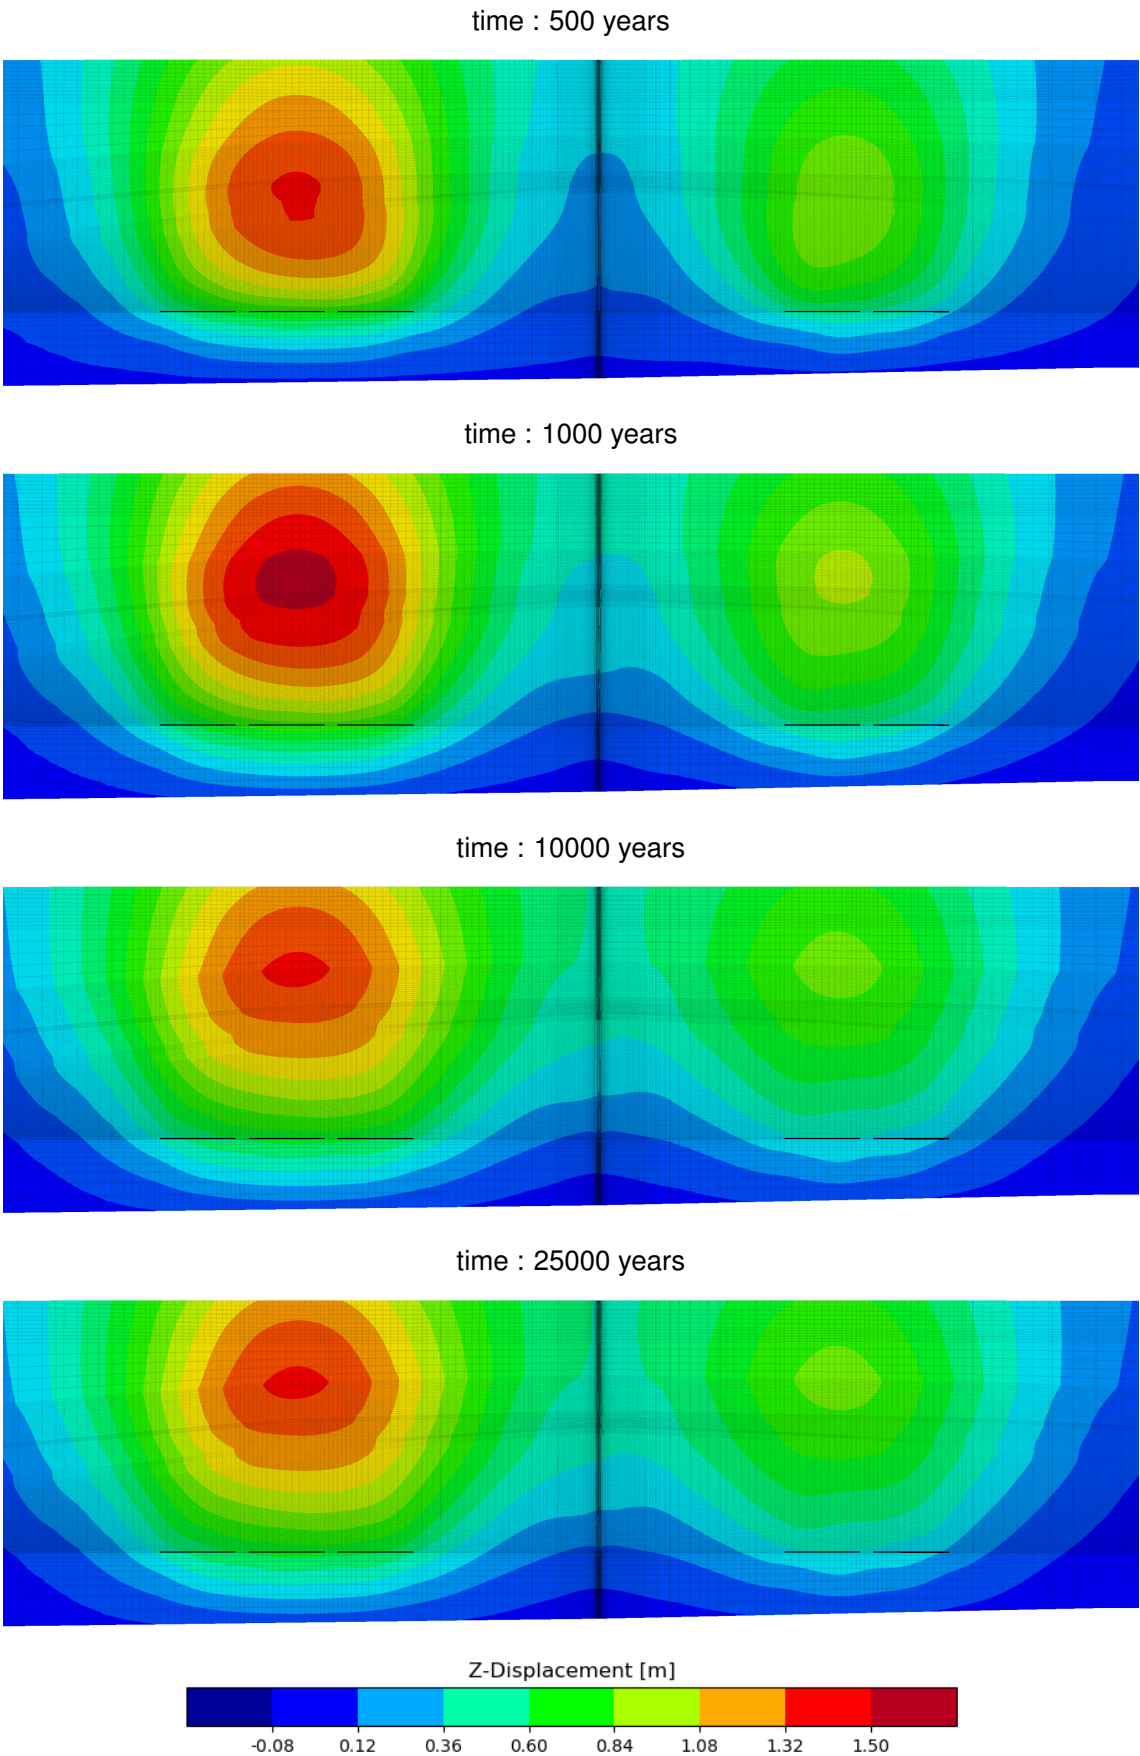 time : 500 years
time : 1000 years
time : 10000 years
time : 25000 years
Z-Displacement [m]
-0.08 0.12 0.36 0.60 0.84 1.08 1.32 1.50